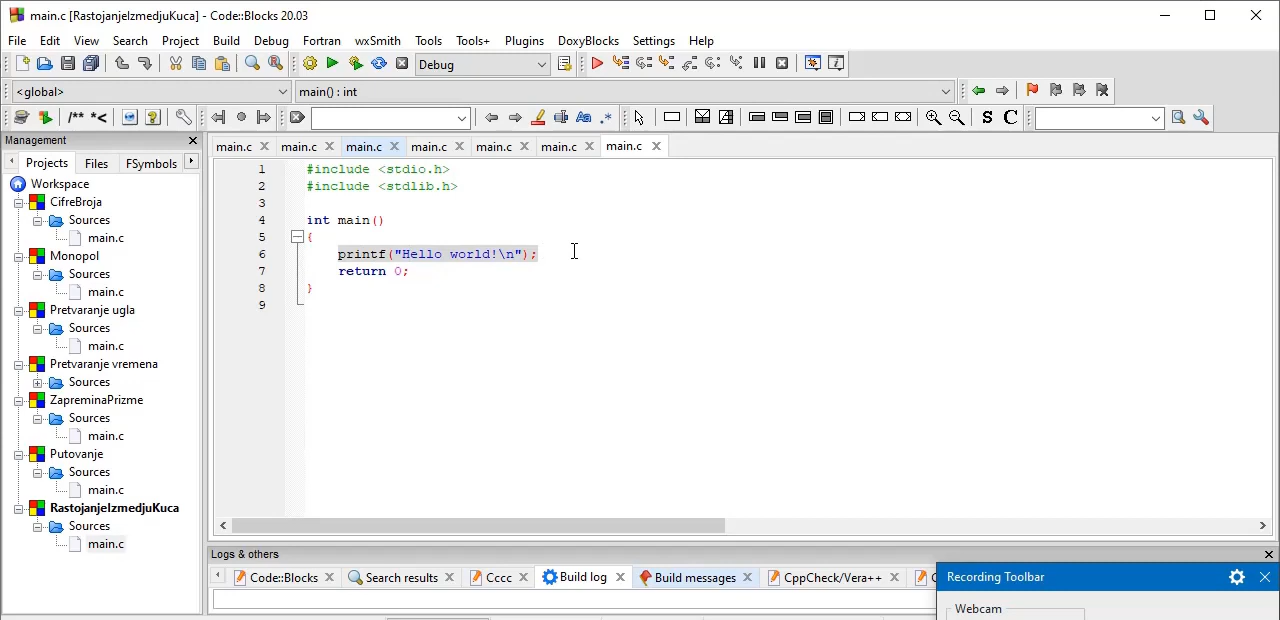 main.c [RastojanjeIzmedjuKuca] - Code::Blocks 20.03
File Edit View Search Project Build Debug Fortran wxSmith Tools Tools+ Plugins DoxyBlocks Settings Help
Debug
<global> main() : int
/** *<
Aa .* S C
Management
Projects Files FSymbols
Workspace
CifreBroja
Sources
main.c
Monopol
Sources
main.c
Pretvaranje ugla
Sources
main.c
Pretvaranje vremena
Sources
ZapreminaPrizme
Sources
main.c
Putovanje
Sources
main.c
RastojanjeIzmedjuKuca
Sources
main.c
main.c main.c main.c main.c main.c main.c main.c
1 #include <stdio.h>
2 #include <stdlib.h>
3
4 int main()
5 {
6 printf("Hello world!\n");
7 return 0;
8 }
9
Logs & others
Code::Blocks Search results Cccc Build log Build messages CppCheck/Vera++
Recording Toolbar
Webcam